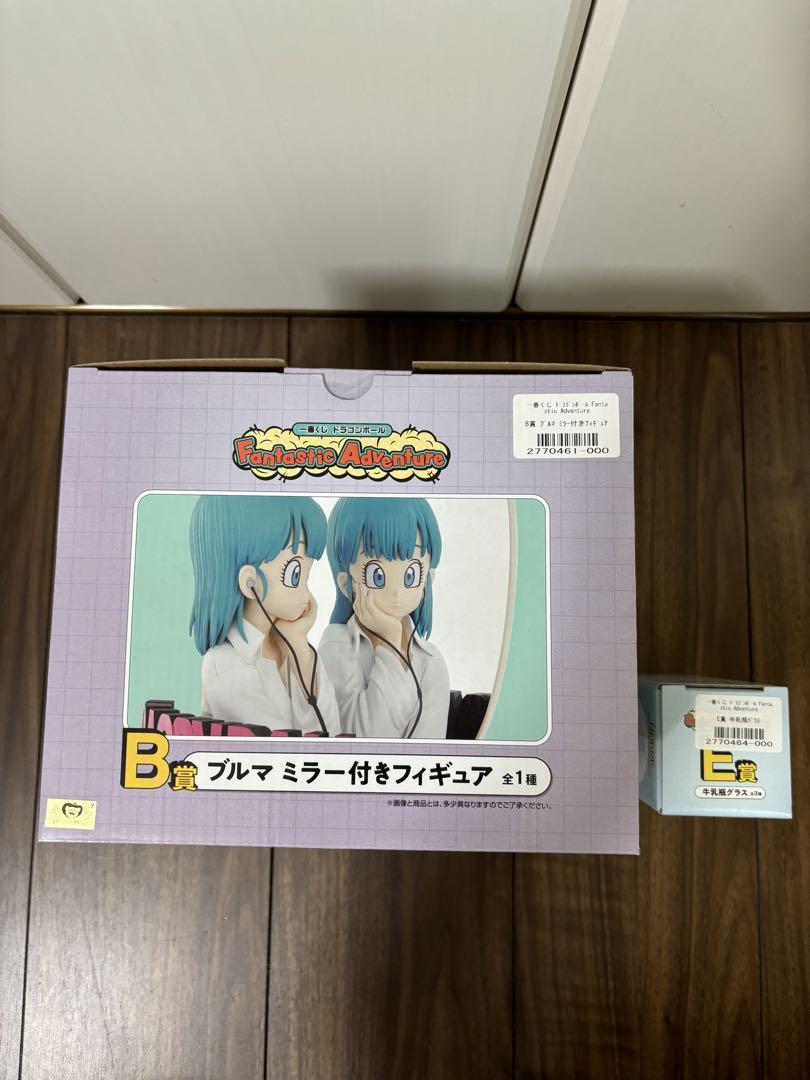 一番くじ ドラゴンボール
Fantastic Adventure
一番くじ ドラゴンボール Fanta
stic Adventure
B賞 ブルマ ミラー付きフィギュア
2770461-000
B賞 ブルマ ミラー付きフィギュア 全1種
※画像と商品とは、多少異なりますのでご了承ください。
一番くじ ドラゴンボール Fanta
stic Adventure
E賞 牛乳瓶グラス
2770464-000
E賞
牛乳瓶グラス 全3種